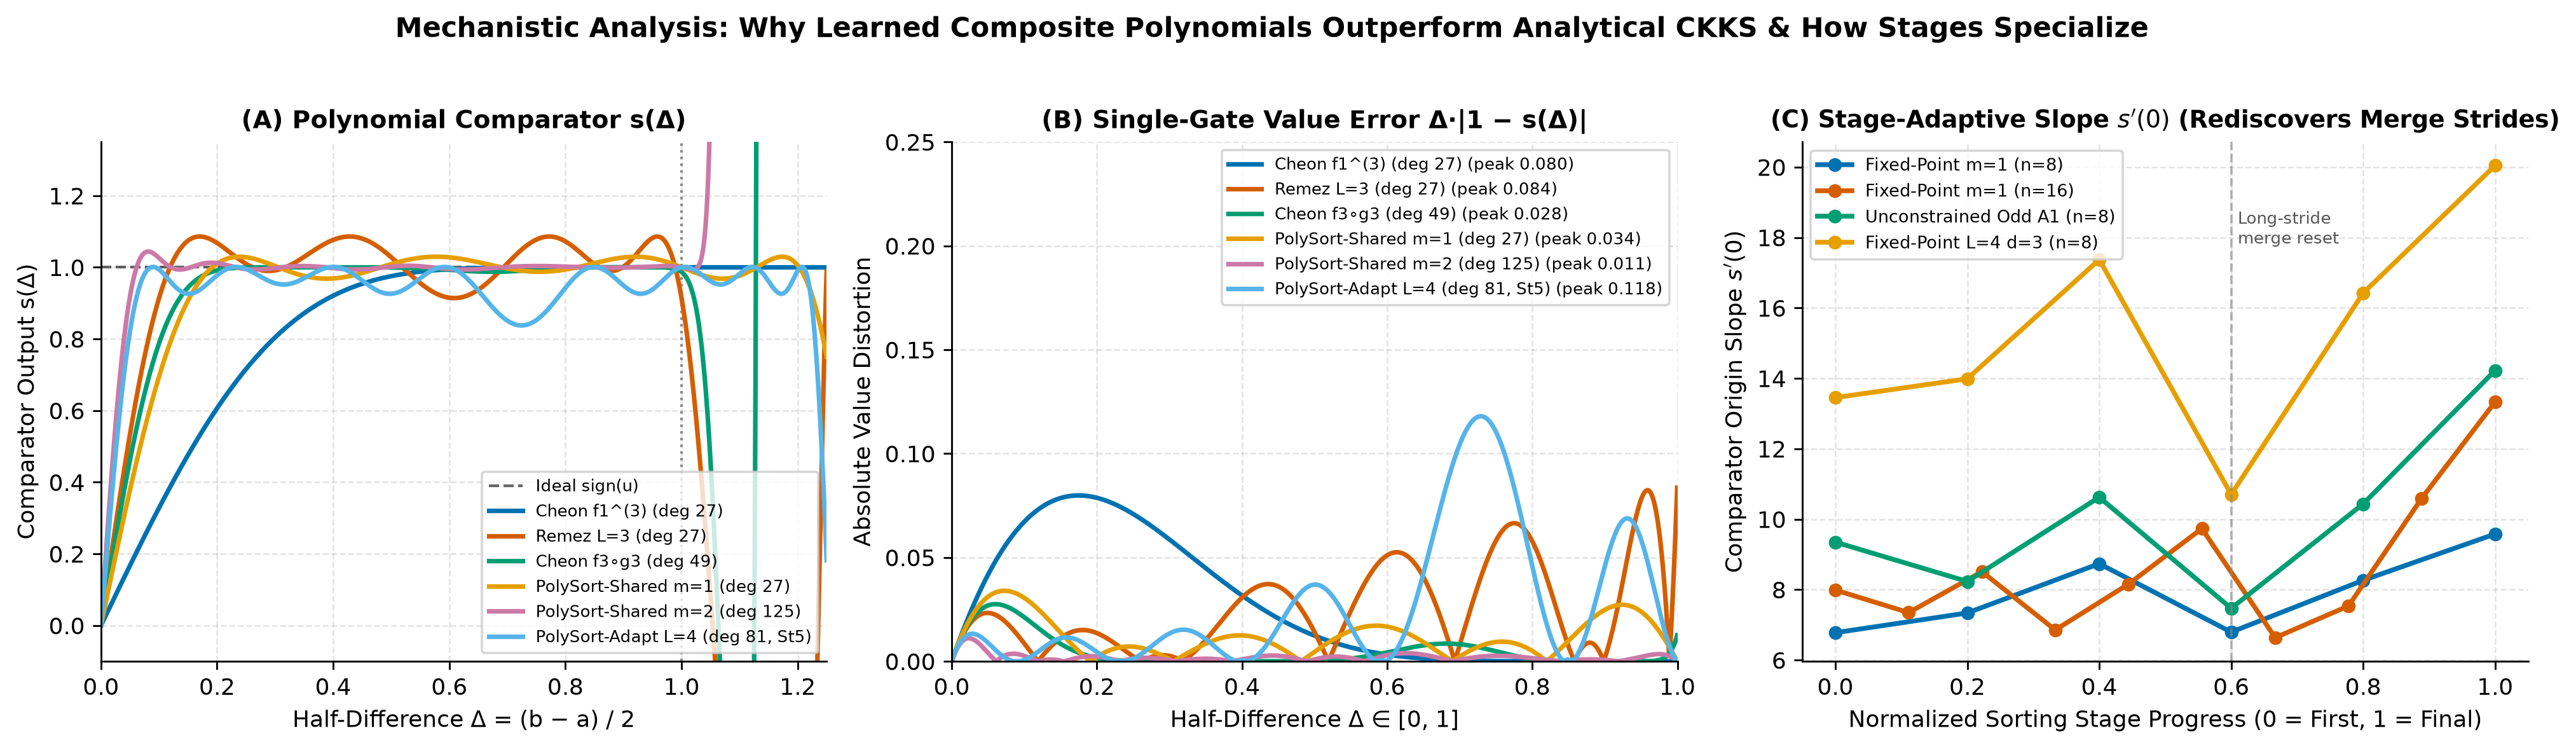 Mechanistic Analysis: Why Learned Composite Polynomials Outperform Analytical CKKS & How Stages Specialize
(A) Polynomial Comparator s(Δ)
Comparator Output s(Δ)
1.2
1.0
0.8
0.6
0.4
0.2
0.0
Ideal sign(u)
Cheon f1^(3) (deg 27)
Remez L=3 (deg 27)
Cheon f3∘g3 (deg 49)
PolySort-Shared m=1 (deg 27)
PolySort-Shared m=2 (deg 125)
PolySort-Adapt L=4 (deg 81, St5)
0.0 0.2 0.4 0.6 0.8 1.0 1.2
Half-Difference Δ = (b − a) / 2
(B) Single-Gate Value Error Δ·|1 − s(Δ)|
Absolute Value Distortion
0.25
0.20
0.15
0.10
0.05
0.00
Cheon f1^(3) (deg 27) (peak 0.080)
Remez L=3 (deg 27) (peak 0.084)
Cheon f3∘g3 (deg 49) (peak 0.028)
PolySort-Shared m=1 (deg 27) (peak 0.034)
PolySort-Shared m=2 (deg 125) (peak 0.011)
PolySort-Adapt L=4 (deg 81, St5) (peak 0.118)
0.0 0.2 0.4 0.6 0.8 1.0
Half-Difference Δ ∈ [0, 1]
(C) Stage-Adaptive Slope s′(0) (Rediscovers Merge Strides)
Comparator Origin Slope s′(0)
20
18
16
14
12
10
8
6
Fixed-Point m=1 (n=8)
Fixed-Point m=1 (n=16)
Unconstrained Odd A1 (n=8)
Fixed-Point L=4 d=3 (n=8)
Long-stride
merge reset
0.0 0.2 0.4 0.6 0.8 1.0
Normalized Sorting Stage Progress (0 = First, 1 = Final)